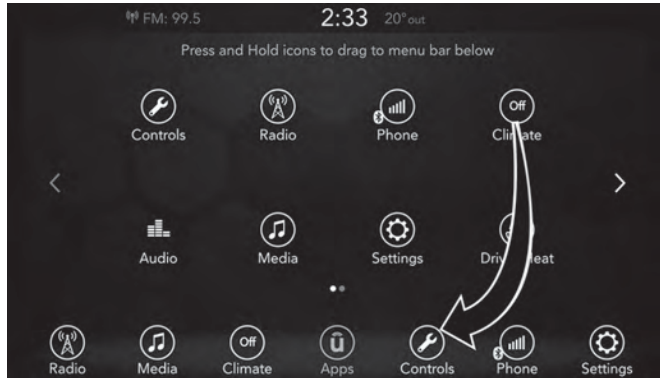 FM: 99.5 2:33 20° out
Press and Hold icons to drag to menu bar below
Controls Radio Phone Off Climate
Audio Media Settings
Radio Media Off Climate ū Apps Controls Phone Settings